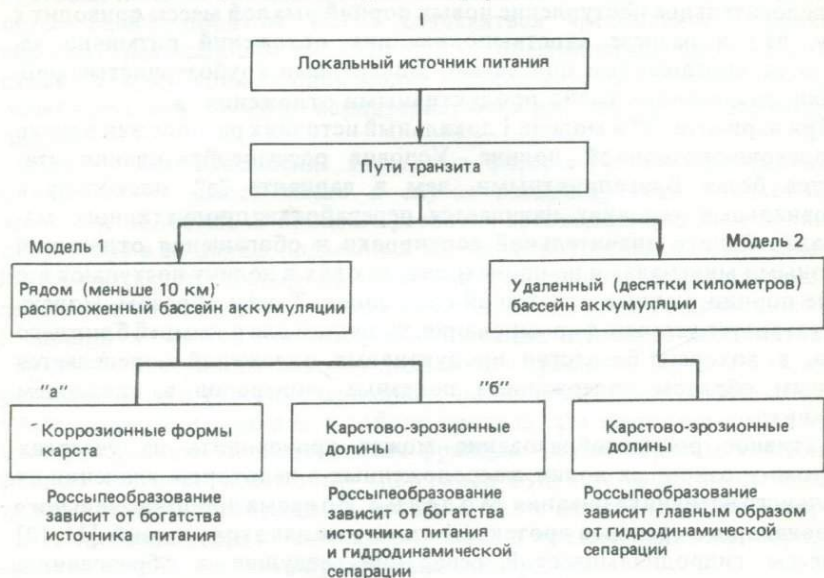 Локальный источник питания
Пути транзита
Модель 1
Рядом (меньше 10 км)
расположенный бассейн аккумуляции
Модель 2
Удаленный (десятки километров)
бассейн аккумуляции
"а"
Коррозионные формы
карста
Россыпеобразование
зависит от богатства
источника питания
"б"
Карстово-эрозионные
долины
Россыпеобразование
зависит от богатства
источника питания
и гидродинамической
сепарации
Карстово-эрозионные
долины
Россыпеобразование
зависит главным образом
от гидродинамической
сепарации